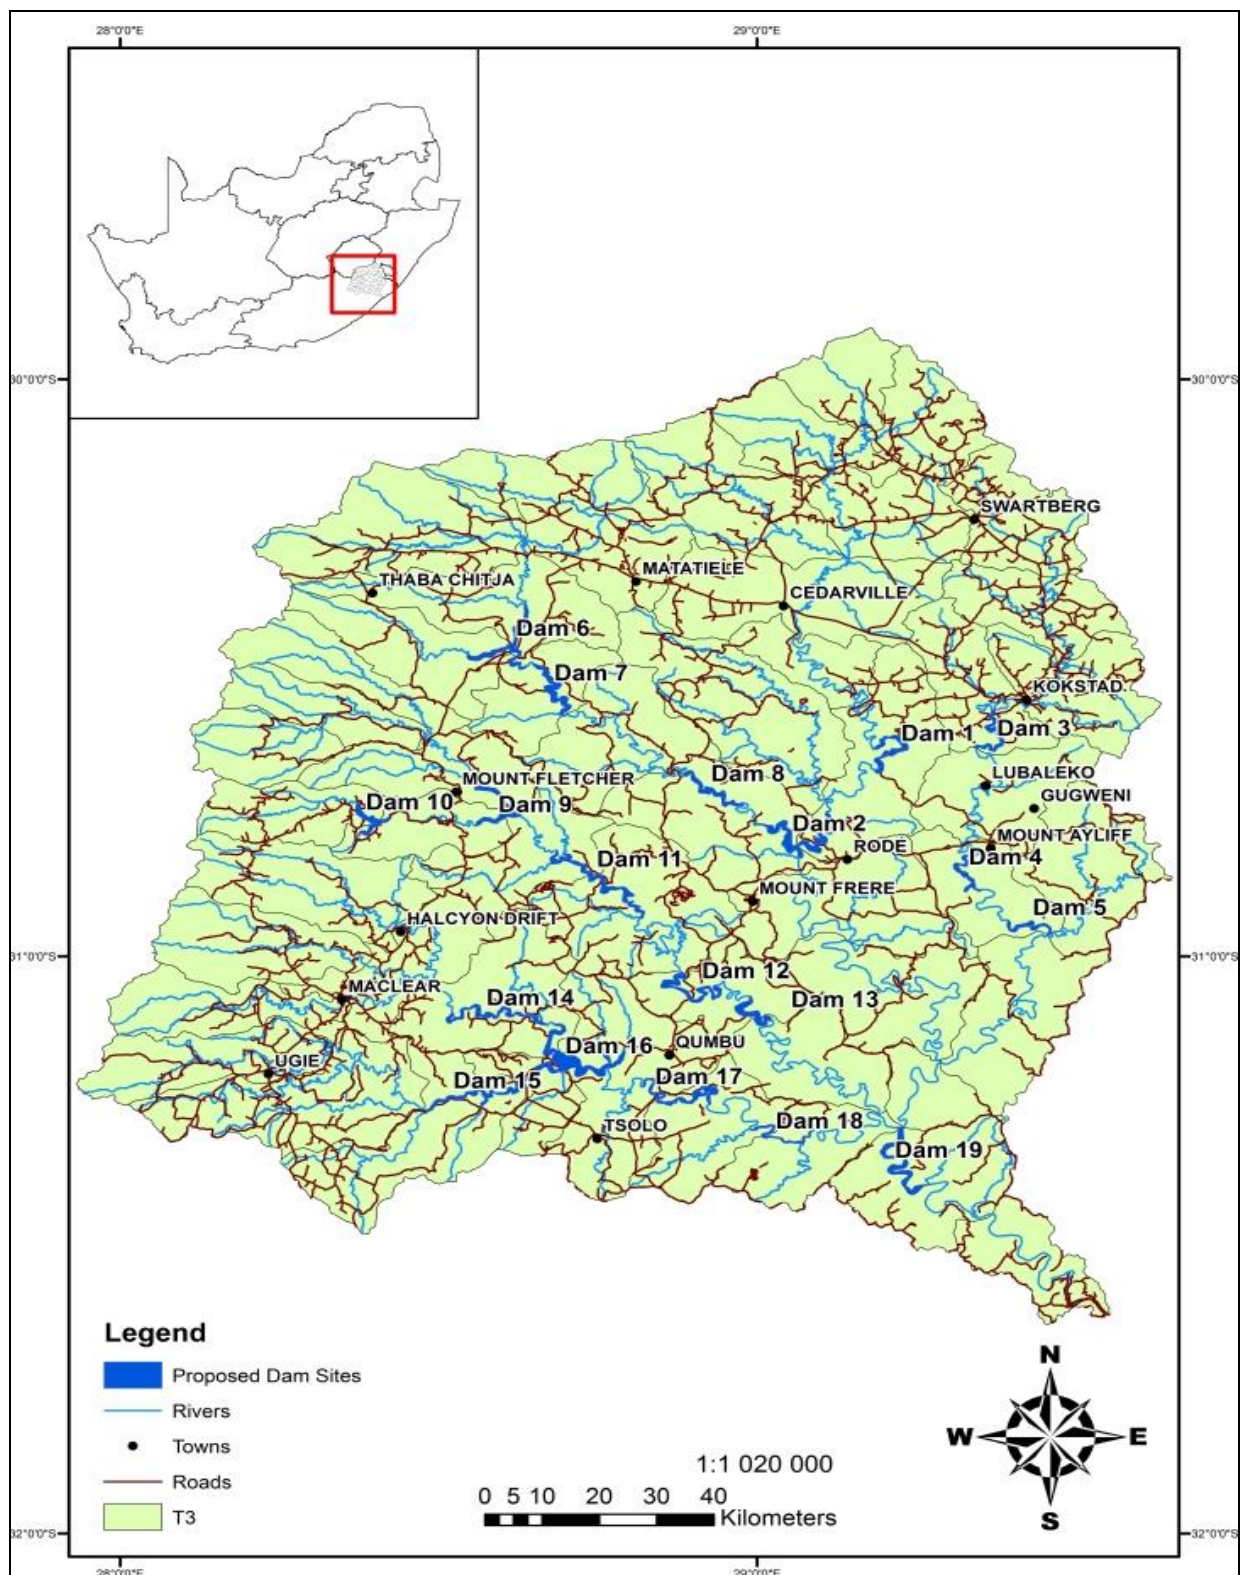 28°0'0"E
29°0'0"E
30°0'0"S
30°0'0"S
SWARTBERG
MATATIELE
THABA CHITJA
CEDARVILLE
Dam 6
Dam 7
KOKSTAD
Dam 1
Dam 3
Dam 8
LUBALEKO
MOUNT FLETCHER
GUGWENI
Dam 10
Dam 9
Dam 2
MOUNT AYLIFF
RODE
Dam 4
Dam 11
MOUNT FRERE
Dam 5
HALCYON DRIFT
31°0'0"S
31°0'0"S
Dam 12
MACLEAR
Dam 14
Dam 13
Dam 16
QUMBU
UGIE
Dam 15
Dam 17
TSOLO
Dam 18
Dam 19
Legend
Proposed Dam Sites
Rivers
Towns
Roads
T3
N
W
E
S
1:1 020 000
0 5 10 20 30 40
Kilometers
32°0'0"S
32°0'0"S
28°0'0"E
29°0'0"E